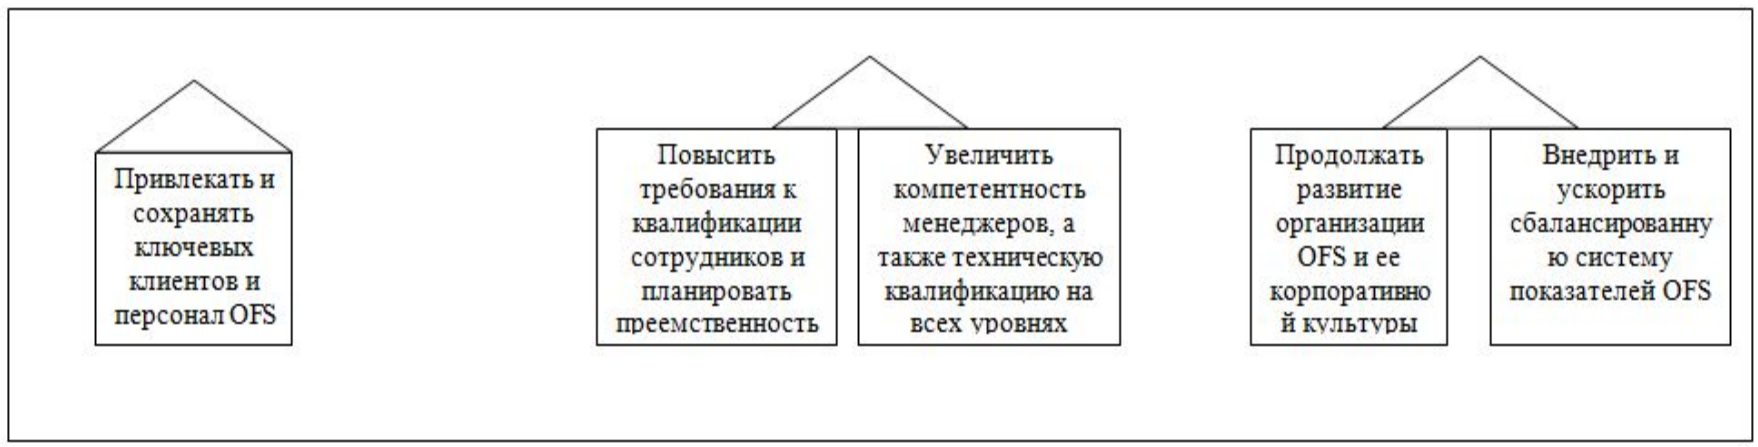 Привлекать и
сохранять
ключевых
клиентов и
персонал OFS
Повысить
требования к
квалификации
сотрудников и
планировать
преемственность
Увеличить
компетентность
менеджеров, а
также техническую
квалификацию на
всех уровнях
Продолжать
развитие
организации
OFS и ее
корпоративно
й культуры
Внедрить и
ускорить
сбалансированну
ю систему
показателей OFS